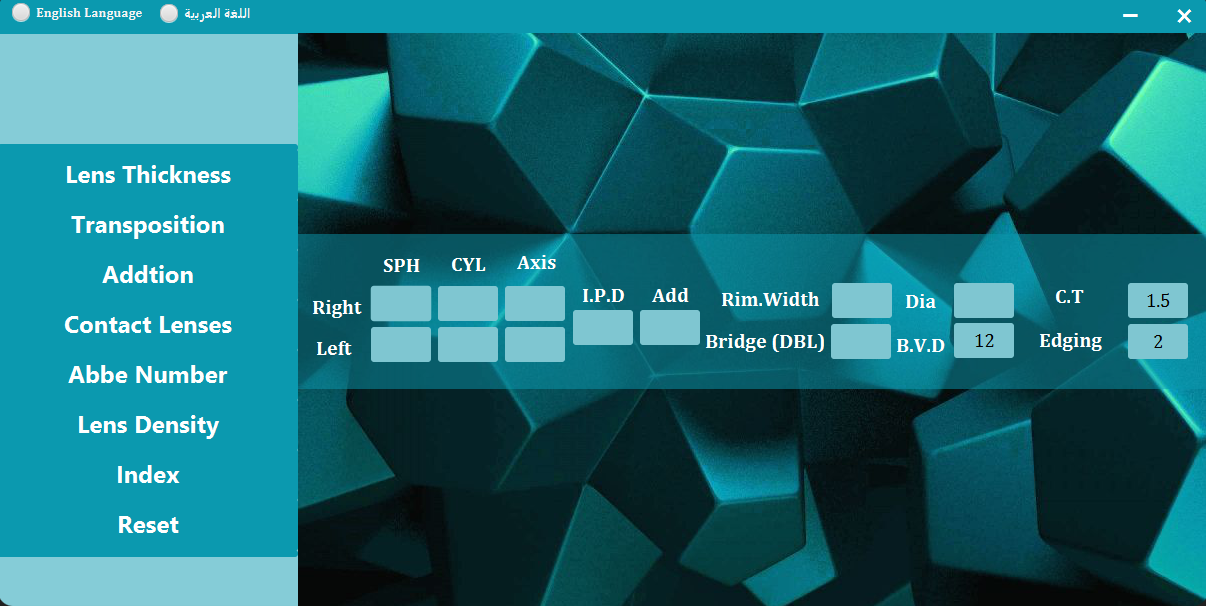 English Language اللغة العربية
Lens Thickness
Transposition
Addtion
Contact Lenses
Abbe Number
Lens Density
Index
Reset
SPH CYL Axis
I.P.D Add
Right
Left
Rim.Width Dia C.T 1.5
Bridge (DBL) B.V.D 12 Edging 2